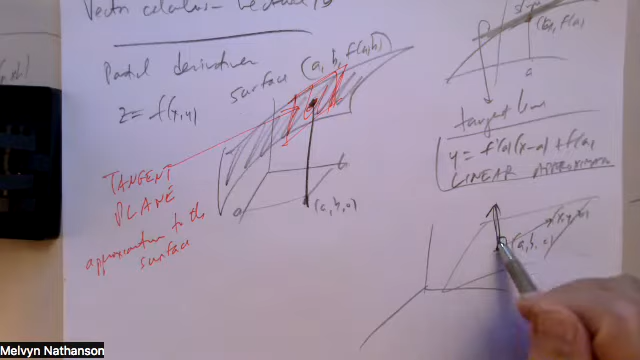 Vector calculus - Lecture 13
Partial derivatives
z = f(x,y)
surface
(a, b, f(a,b))
TANGENT
PLANE
approximation to the
surface
a
b
(a, b, 0)
a
tangent line
y = f'(a)(x-a) + f(a)
LINEAR APPROXIMATION
(a, b, c)
Melvyn Nathanson